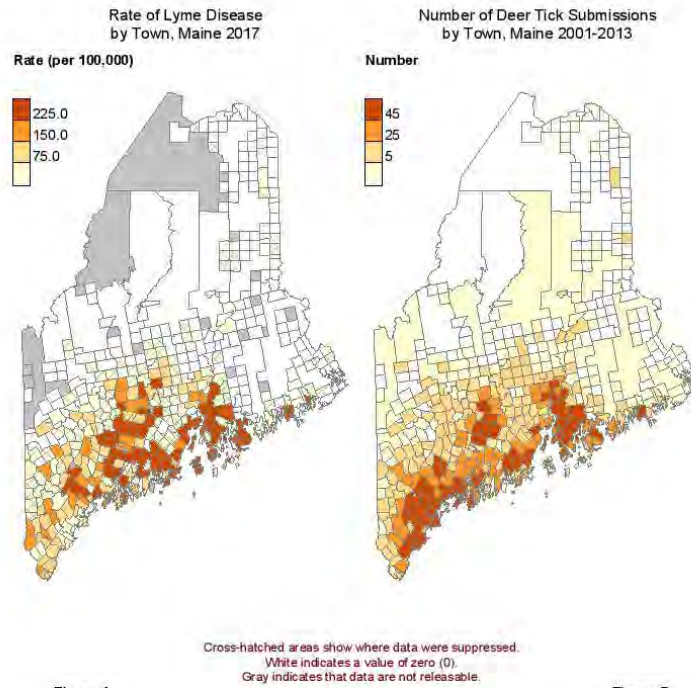 Rate of Lyme Disease
by Town, Maine 2017
Rate (per 100,000)
225.0
150.0
75.0
Number of Deer Tick Submissions
by Town, Maine 2001-2013
Number
45
25
5
Cross-hatched areas show where data were suppressed.
White indicates a value of zero (0).
Gray indicates that data are not releasable.